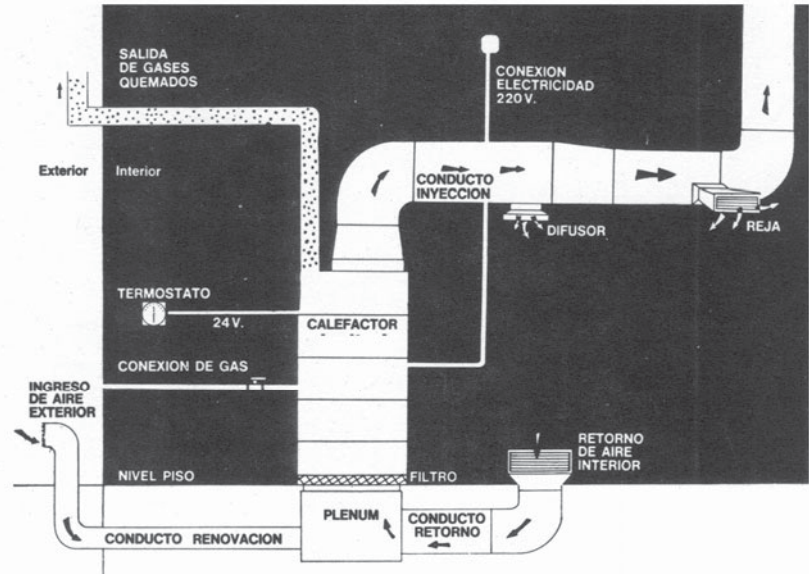 SALIDA
DE GASES
QUEMADOS
CONEXION
ELECTRICIDAD
220 V.
Exterior
Interior
CONDUCTO
INYECCION
DIFUSOR
REJA
TERMOSTATO
24 V.
CALEFACTOR
CONEXION DE GAS
INGRESO
DE AIRE
EXTERIOR
RETORNO
DE AIRE
INTERIOR
NIVEL PISO
FILTRO
PLENUM
CONDUCTO
RETORNO
CONDUCTO RENOVACION